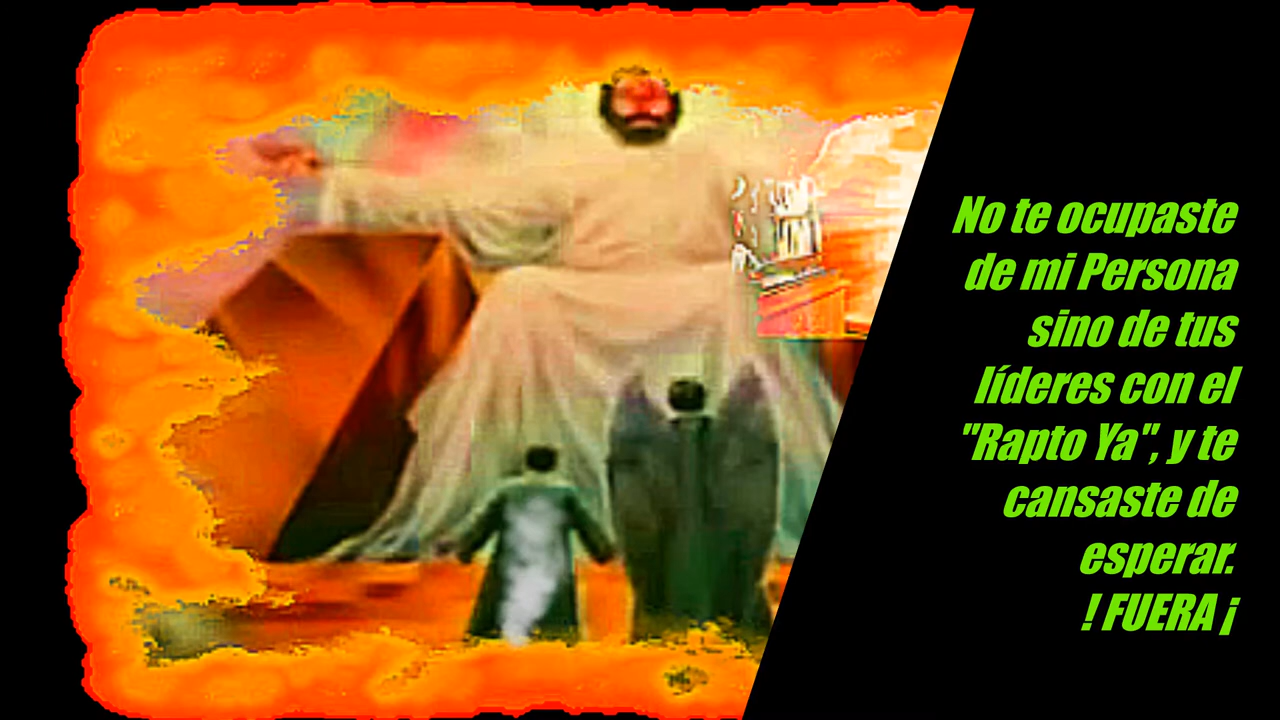 No te ocupaste
de mi Persona
sino de tus
líderes con el
"Rapto Ya", y te
cansaste de
esperar.
! FUERA ¡